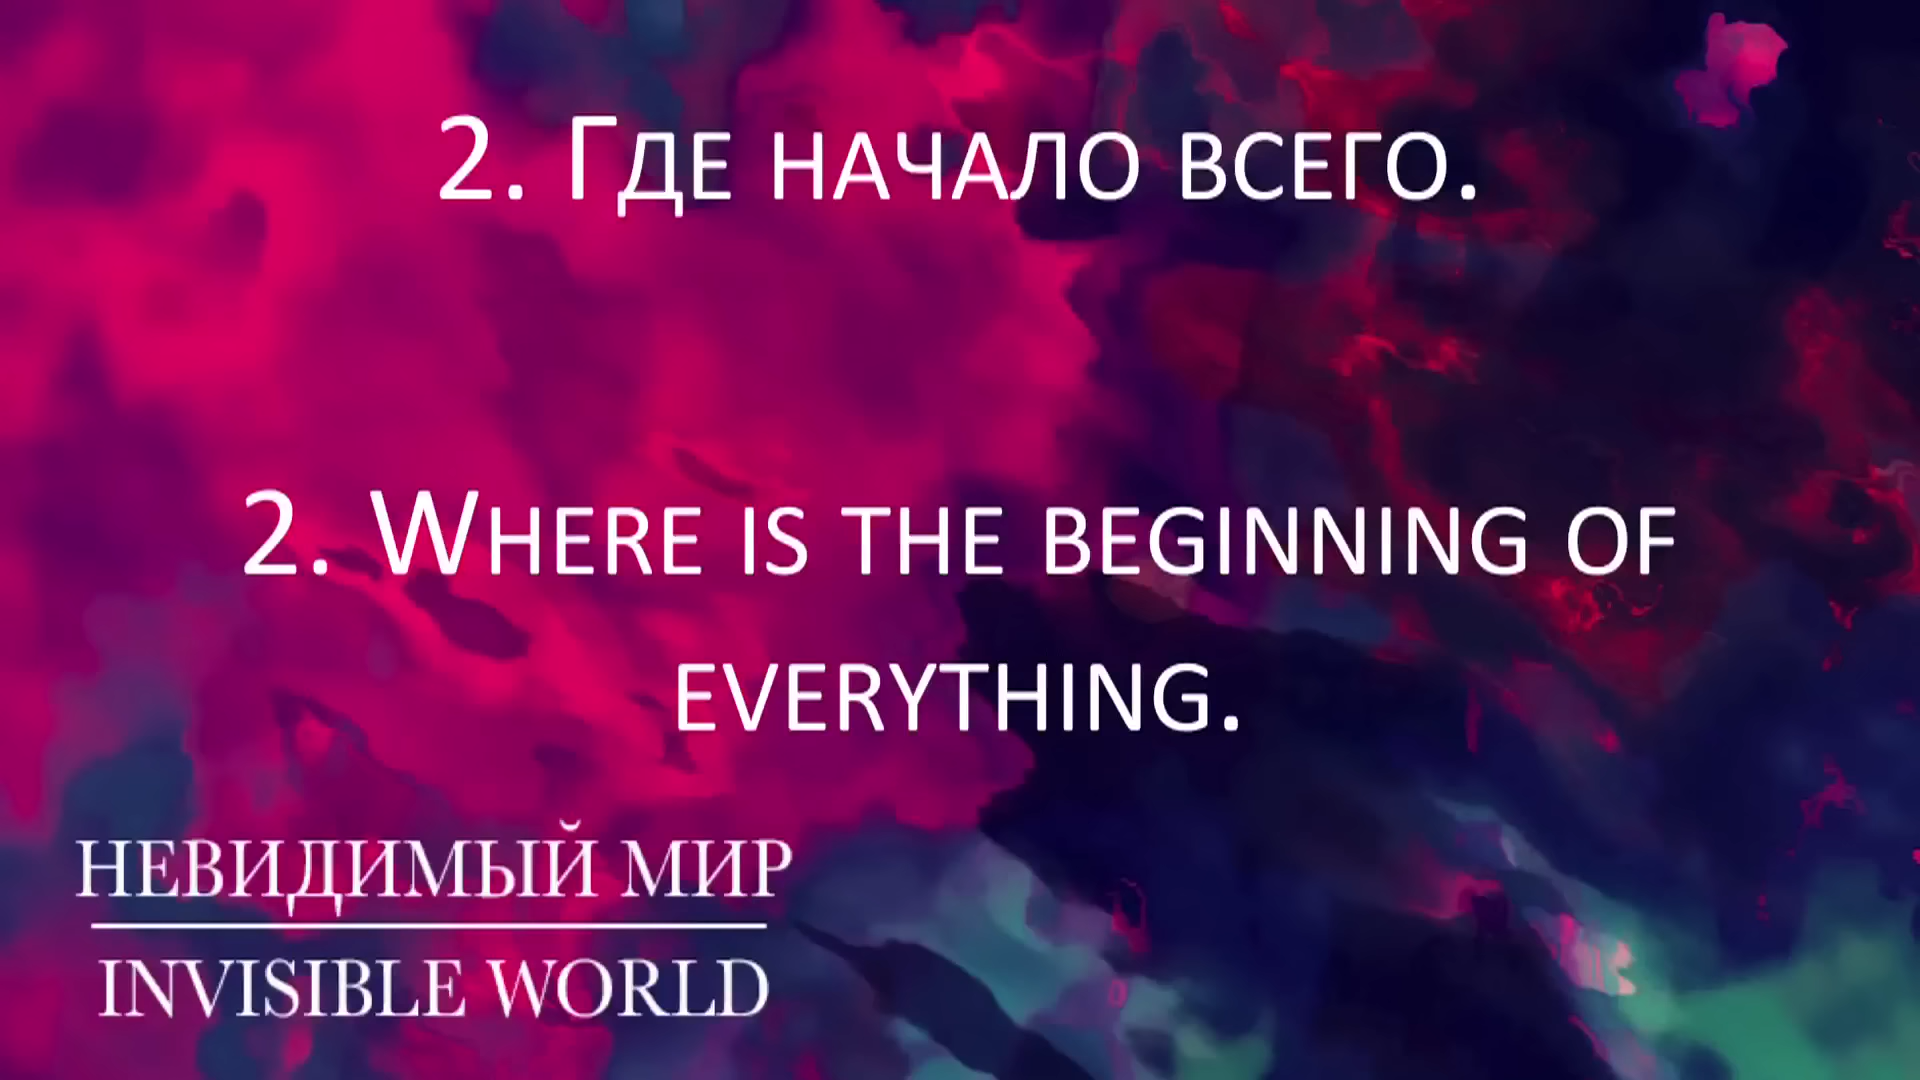 2. Где начало всего.
2. Where is the beginning of
everything.
НЕВИДИМЫЙ МИР
INVISIBLE WORLD